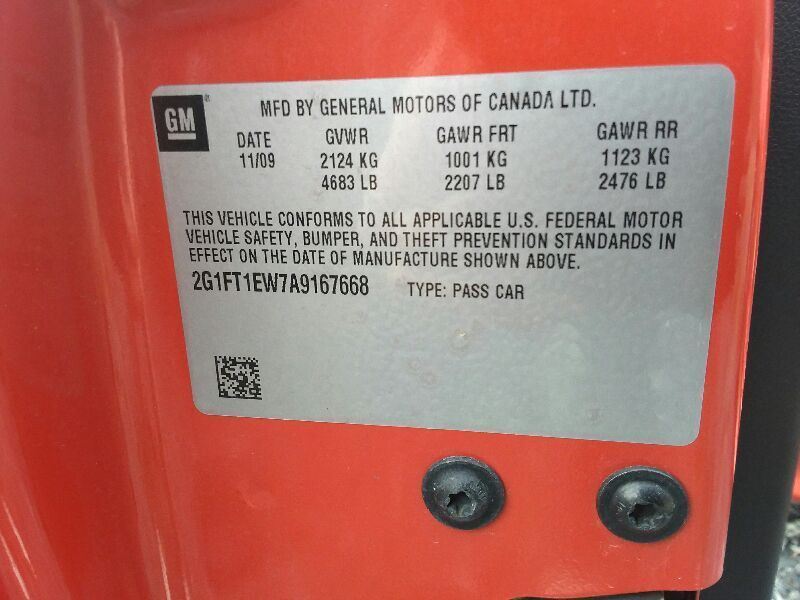 GM
MFD BY GENERAL MOTORS OF CANADA LTD.
DATE GVWR GAWR FRT GAWR RR
11/09 2124 KG 1001 KG 1123 KG
4683 LB 2207 LB 2476 LB
THIS VEHICLE CONFORMS TO ALL APPLICABLE U.S. FEDERAL MOTOR
VEHICLE SAFETY, BUMPER, AND THEFT PREVENTION STANDARDS IN
EFFECT ON THE DATE OF MANUFACTURE SHOWN ABOVE.
2G1FT1EW7A9167668 TYPE: PASS CAR